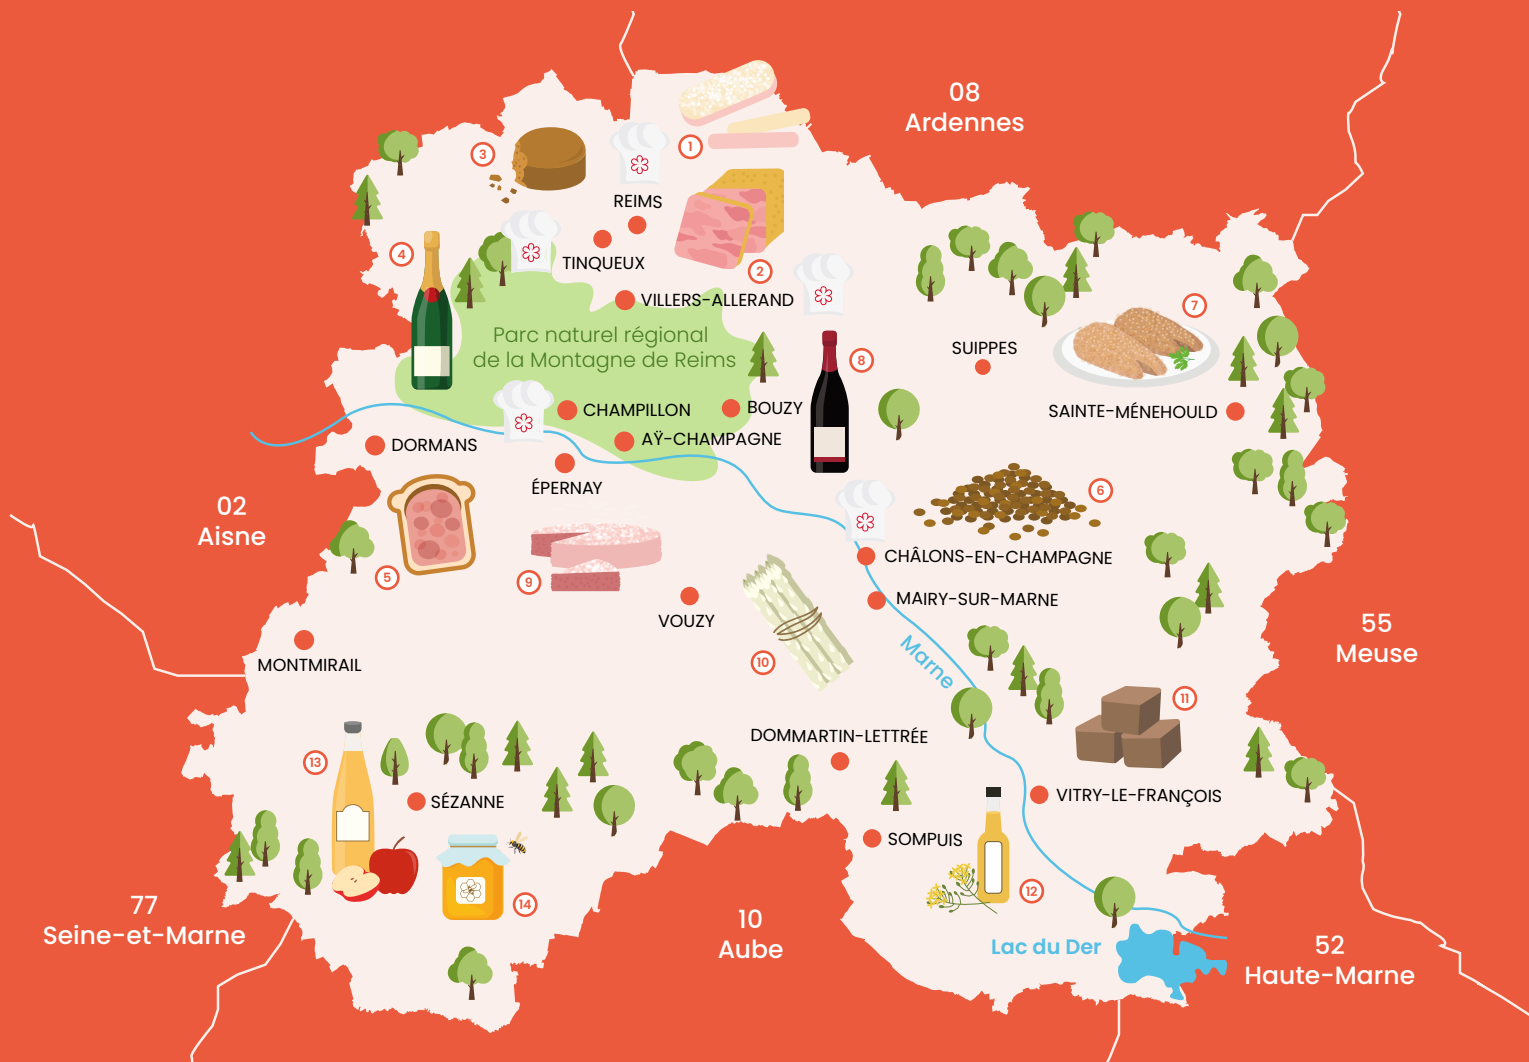 08
Ardennes
3
1
REIMS
4
TINQUEUX
2
VILLERS-ALLERAND
7
Parc naturel régional
de la Montagne de Reims
8
SUIPPES
CHAMPILLON
BOUZY
SAINTE-MÉNEHOULD
AŸ-CHAMPAGNE
DORMANS
ÉPERNAY
6
02
Aisne
CHÂLONS-EN-CHAMPAGNE
5
9
MAIRY-SUR-MARNE
VOUZY
55
Meuse
MONTMIRAIL
10
Marne
11
DOMMARTIN-LETTRÉE
13
SÉZANNE
VITRY-LE-FRANÇOIS
SOMPUIS
12
14
77
Seine-et-Marne
10
Aube
Lac du Der
52
Haute-Marne